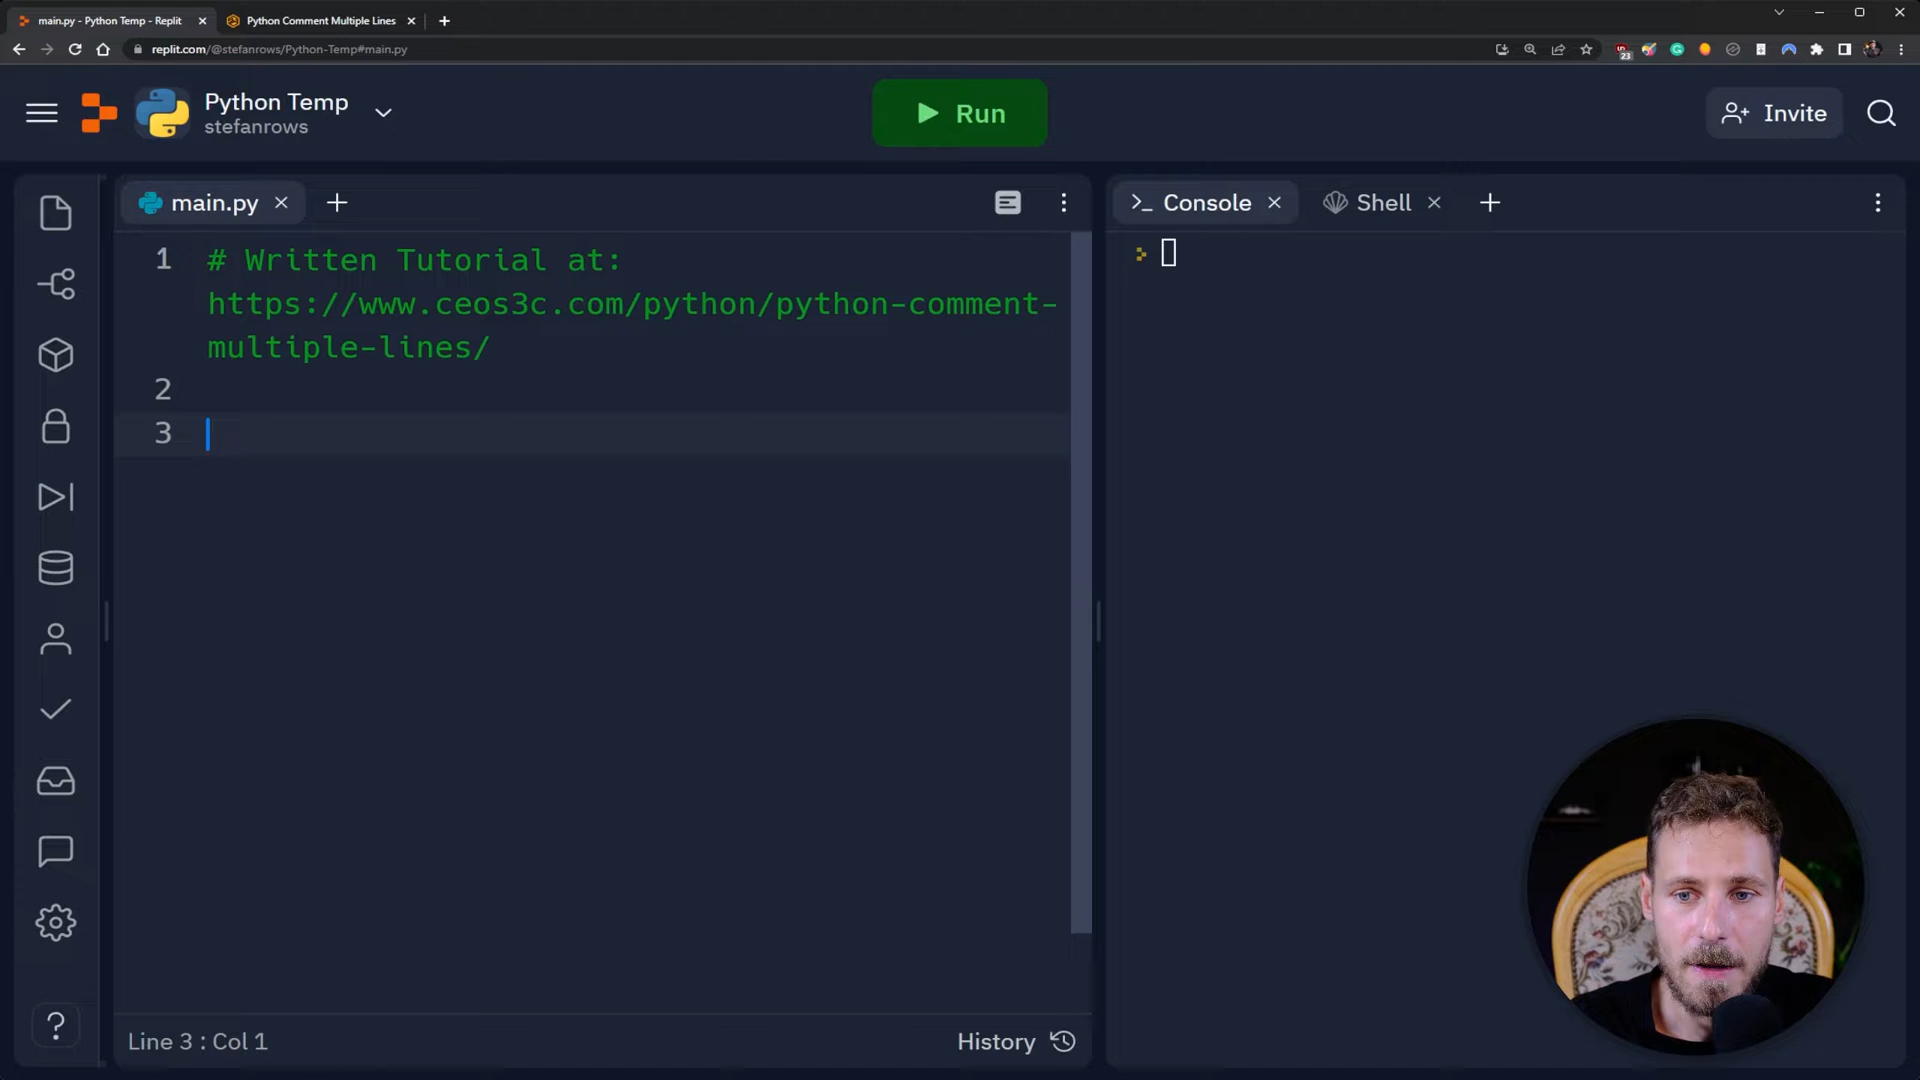 main.py - Python Temp - Replit
Python Comment Multiple Lines
replit.com/@stefanrows/Python-Temp#main.py
23
Python Temp
stefanrows
Run
Invite
main.py
Console
Shell
1 # Written Tutorial at:
https://www.ceos3c.com/python/python-comment-
multiple-lines/
2
3
Line 3 : Col 1
History